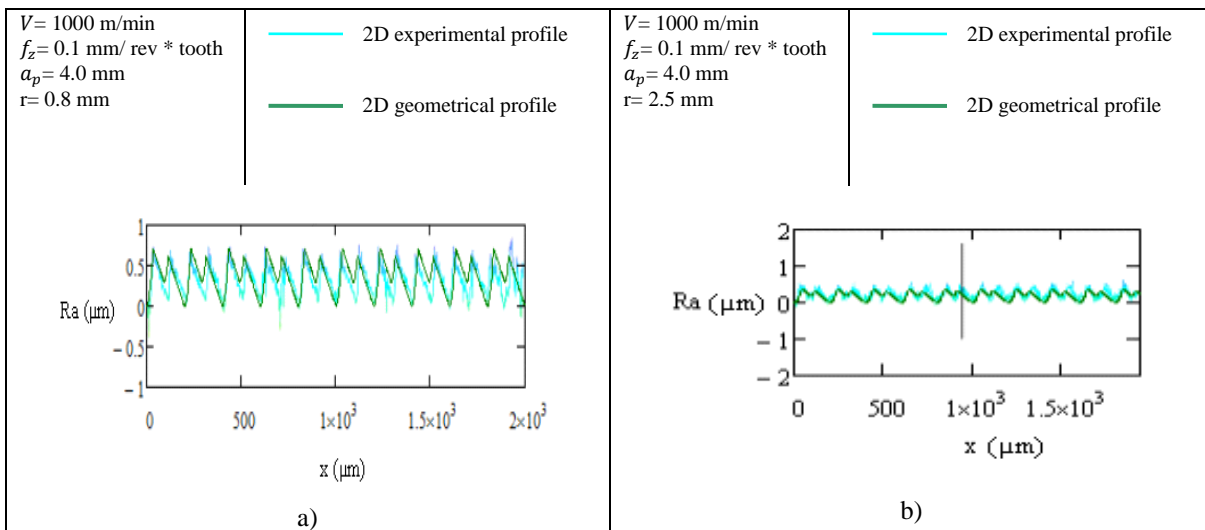 V= 1000 m/min
f_z= 0.1 mm/ rev * tooth
a_p= 4.0 mm
r= 0.8 mm
2D experimental profile
2D geometrical profile
1
0.5
Ra (μm) 0
– 0.5
– 1
0 500 1×10³ 1.5×10³ 2×10³
x (μm)
a)
V= 1000 m/min
f_z= 0.1 mm/ rev * tooth
a_p= 4.0 mm
r= 2.5 mm
2D experimental profile
2D geometrical profile
2
1
Ra (μm) 0
– 1
– 2
0 500 1×10³ 1.5×10³
x (μm)
b)